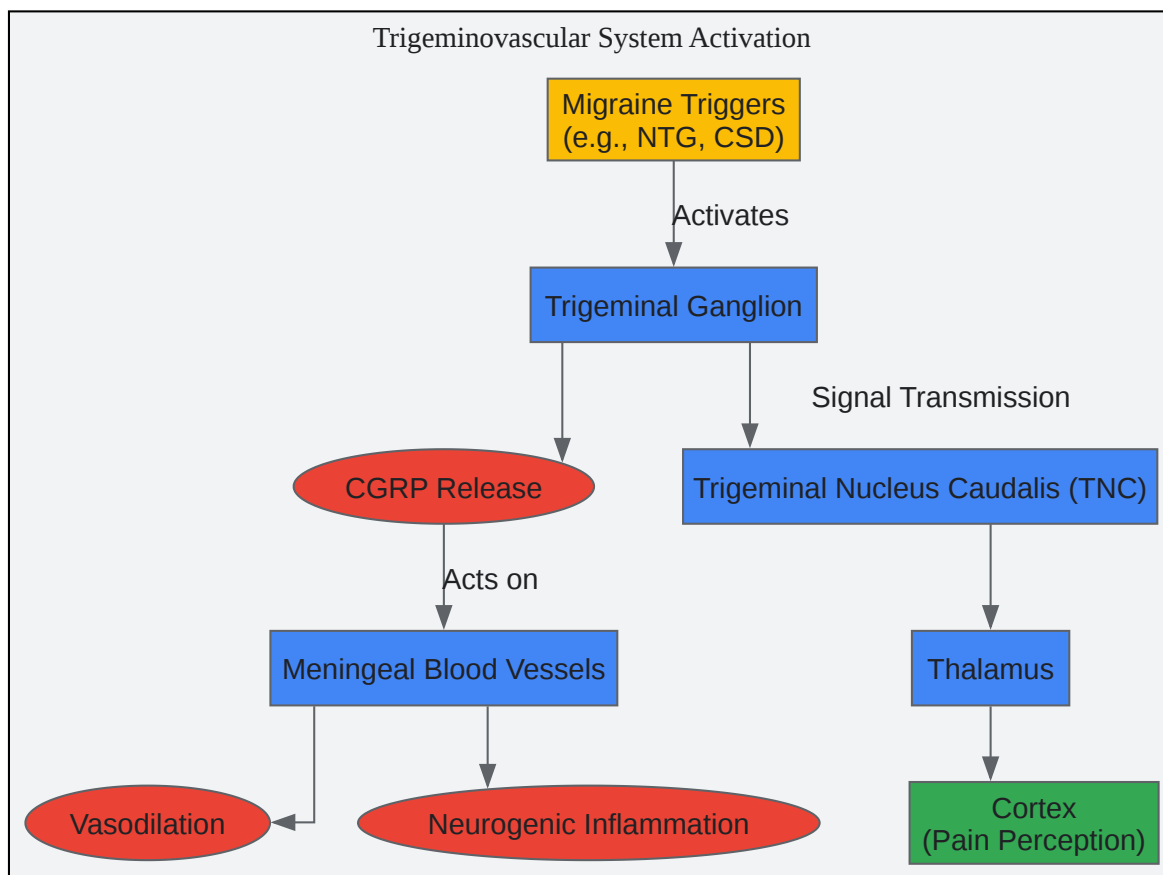 Trigeminovascular System Activation
Migraine Triggers
(e.g., NTG, CSD)
Activates
Trigeminal Ganglion
Signal Transmission
CGRP Release
Trigeminal Nucleus Caudalis (TNC)
Acts on
Meningeal Blood Vessels
Thalamus
Vasodilation
Neurogenic Inflammation
Cortex
(Pain Perception)